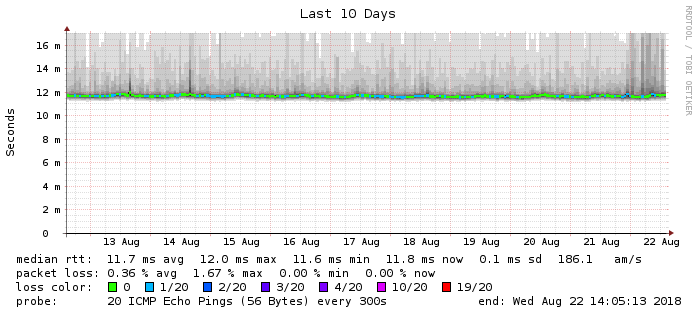 Last 10 Days
RRDTOOL / TOBI OETIKER
Seconds
16 m
14 m
12 m
10 m
8 m
6 m
4 m
2 m
0
13 Aug 14 Aug 15 Aug 16 Aug 17 Aug 18 Aug 19 Aug 20 Aug 21 Aug 22 Aug
median rtt: 11.7 ms avg 12.0 ms max 11.6 ms min 11.8 ms now 0.1 ms sd 186.1 am/s
packet loss: 0.36 % avg 1.67 % max 0.00 % min 0.00 % now
loss color: 0 1/20 2/20 3/20 4/20 10/20 19/20
probe: 20 ICMP Echo Pings (56 Bytes) every 300s end: Wed Aug 22 14:05:13 2018